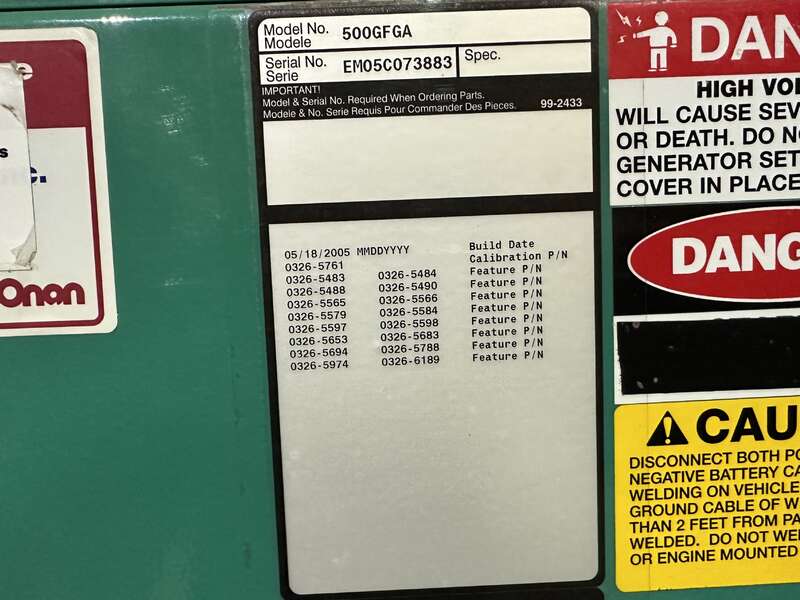 e
s
c.
Onan
Model No. 500GFGA
Modele
Serial No. EM05C073883 Spec.
Serie
IMPORTANT!
Model & Serial No. Required When Ordering Parts.
Modele & No. Serie Requis Pour Commander Des Pieces. 99-2433
05/18/2005 MMDDYYYY Build Date
0326-5761 Calibration P/N
0326-5483 0326-5484 Feature P/N
0326-5488 0326-5490 Feature P/N
0326-5565 0326-5566 Feature P/N
0326-5579 0326-5584 Feature P/N
0326-5597 0326-5598 Feature P/N
0326-5653 0326-5683 Feature P/N
0326-5694 0326-5788 Feature P/N
0326-5974 0326-6189 Feature P/N
DAN
HIGH VOL
WILL CAUSE SEV
OR DEATH. DO NO
GENERATOR SET
COVER IN PLACE
DANG
CAU
DISCONNECT BOTH PO
NEGATIVE BATTERY CA
WELDING ON VEHICLE
GROUND CABLE OF W
THAN 2 FEET FROM PA
WELDED. DO NOT WE
OR ENGINE MOUNTED